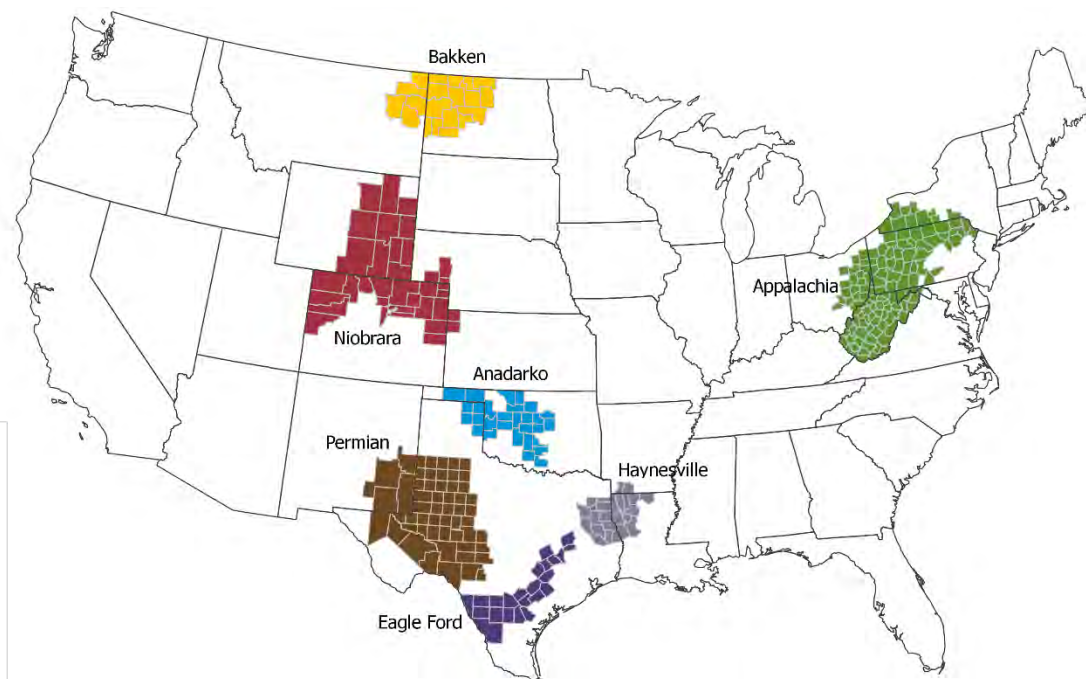 Bakken
Appalachia
Niobrara
Anadarko
Permian
Haynesville
Eagle Ford